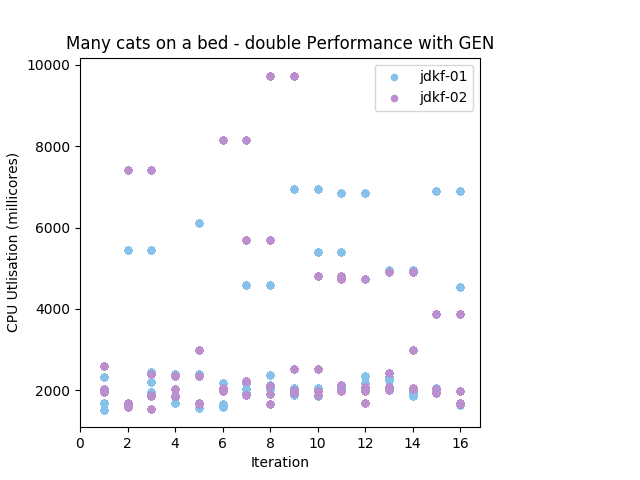 Many cats on a bed - double Performance with GEN
10000
8000
6000
4000
2000
CPU Utlisation (millicores)
jdkf-01
jdkf-02
0 2 4 6 8 10 12 14 16
Iteration